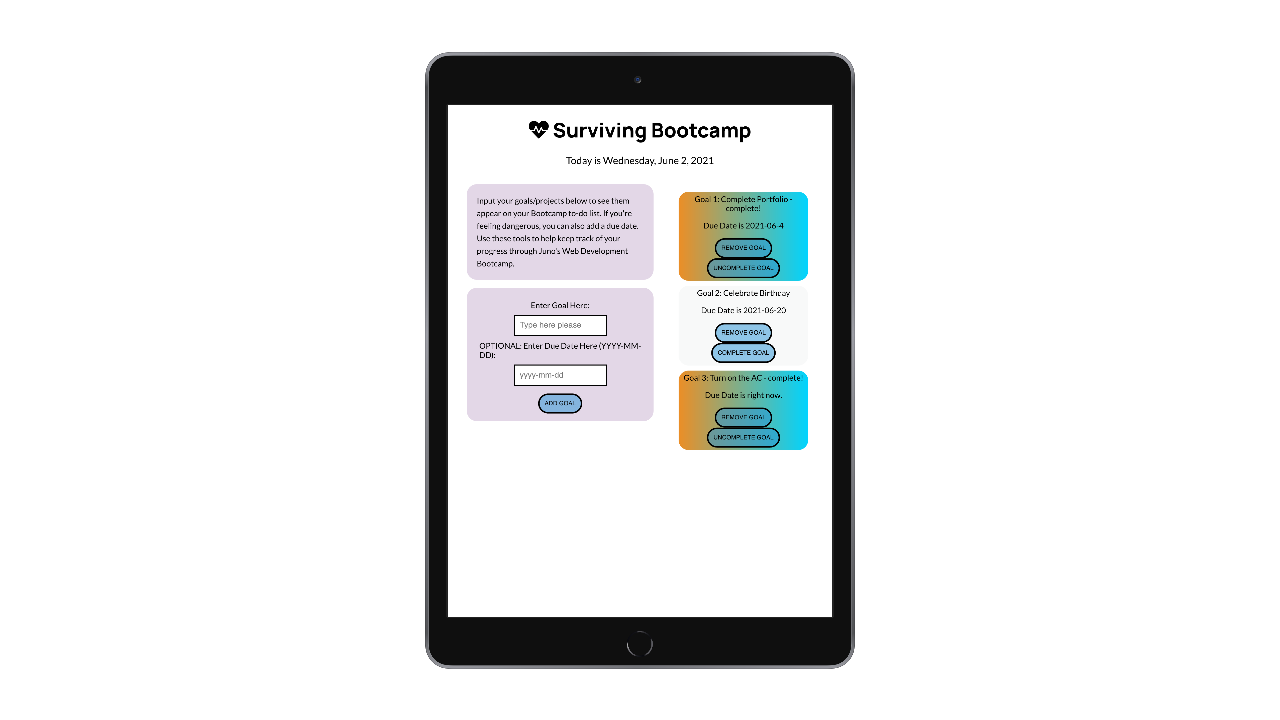 Surviving Bootcamp
Today is Wednesday, June 2, 2021
Input your goals/projects below to see them
appear on your Bootcamp to-do list. If you're
feeling dangerous, you can also add a due date.
Use these tools to help keep track of your
progress through Juno's Web Development
Bootcamp.
Enter Goal Here:
Type here please
OPTIONAL: Enter Due Date Here (YYYY-MM-
DD):
yyyy-mm-dd
ADD GOAL
Goal 1: Complete Portfolio -
complete!
Due Date is 2021-06-4
REMOVE GOAL
UNCOMPLETE GOAL
Goal 2: Celebrate Birthday
Due Date is 2021-06-20
REMOVE GOAL
COMPLETE GOAL
Goal 3: Turn on the AC - complete!
Due Date is right now.
REMOVE GOAL
UNCOMPLETE GOAL